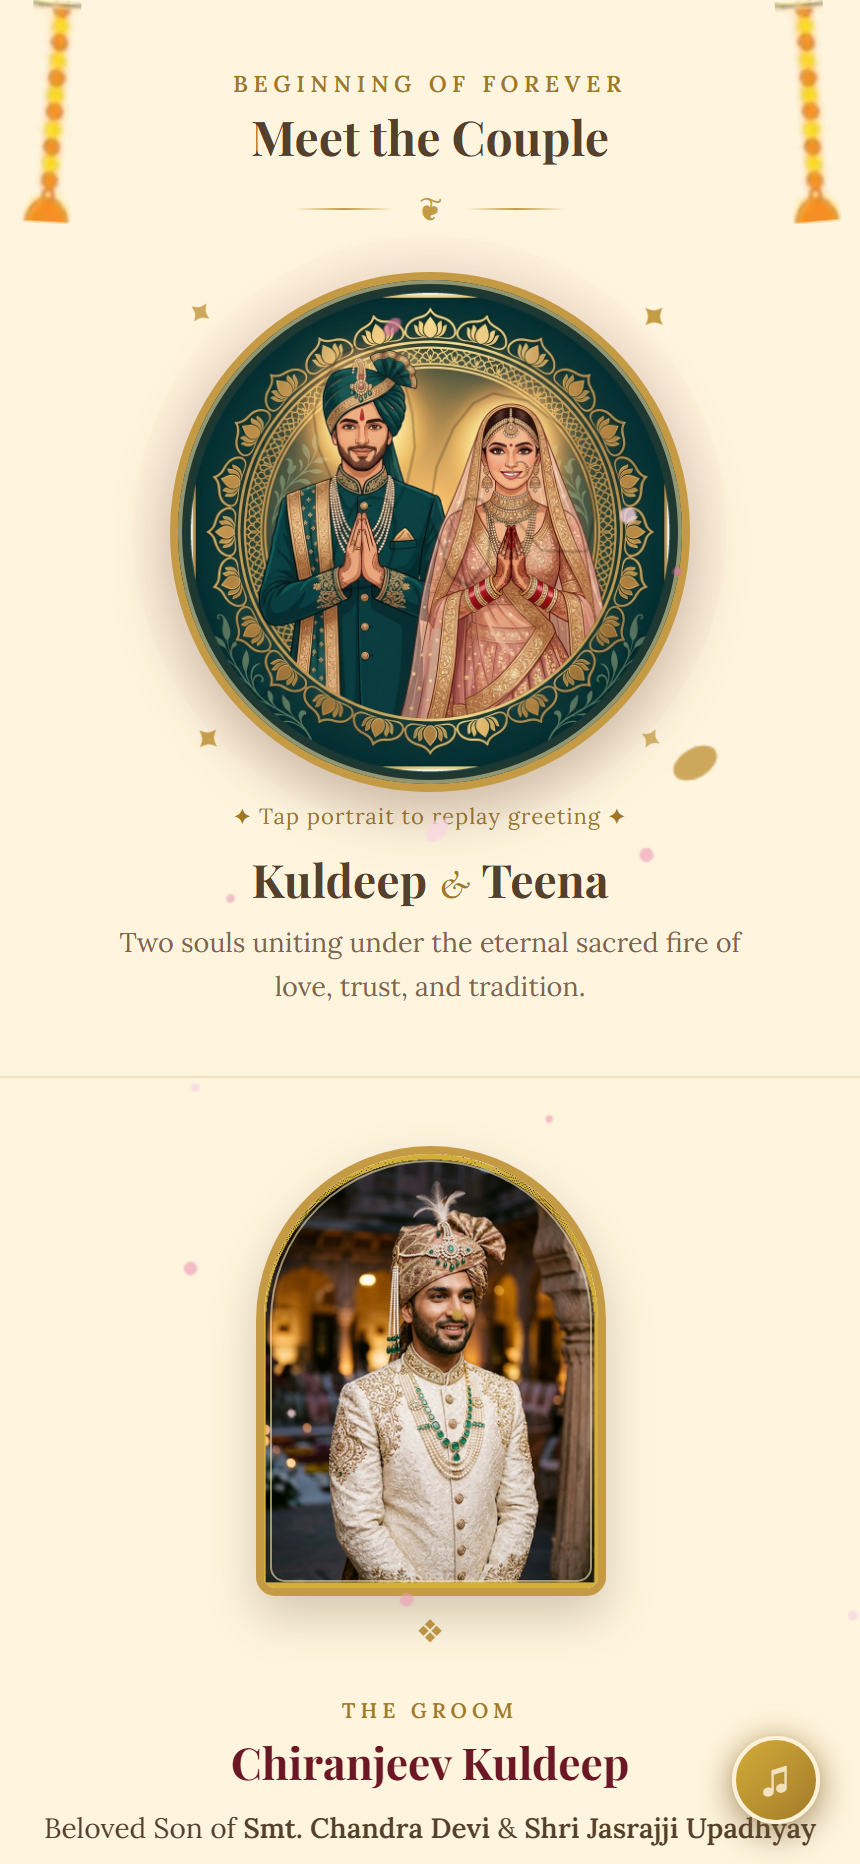 BEGINNING OF FOREVER
Meet the Couple
✦ Tap portrait to replay greeting ✦
Kuldeep & Teena
Two souls uniting under the eternal sacred fire of
love, trust, and tradition.
THE GROOM
Chiranjeev Kuldeep
Beloved Son of Smt. Chandra Devi & Shri Jasrajji Upadhyay